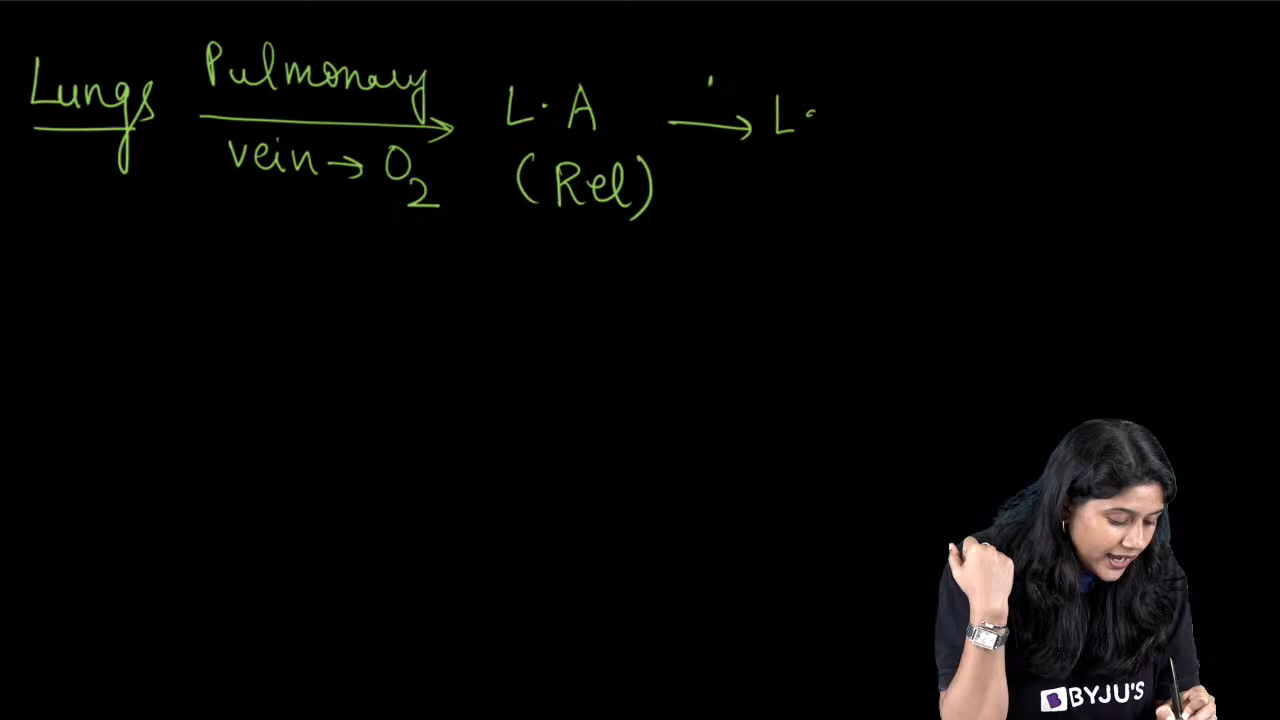 Lungs Pulmonary vein → O2 L.A (Rel) → L.
BYJU'S